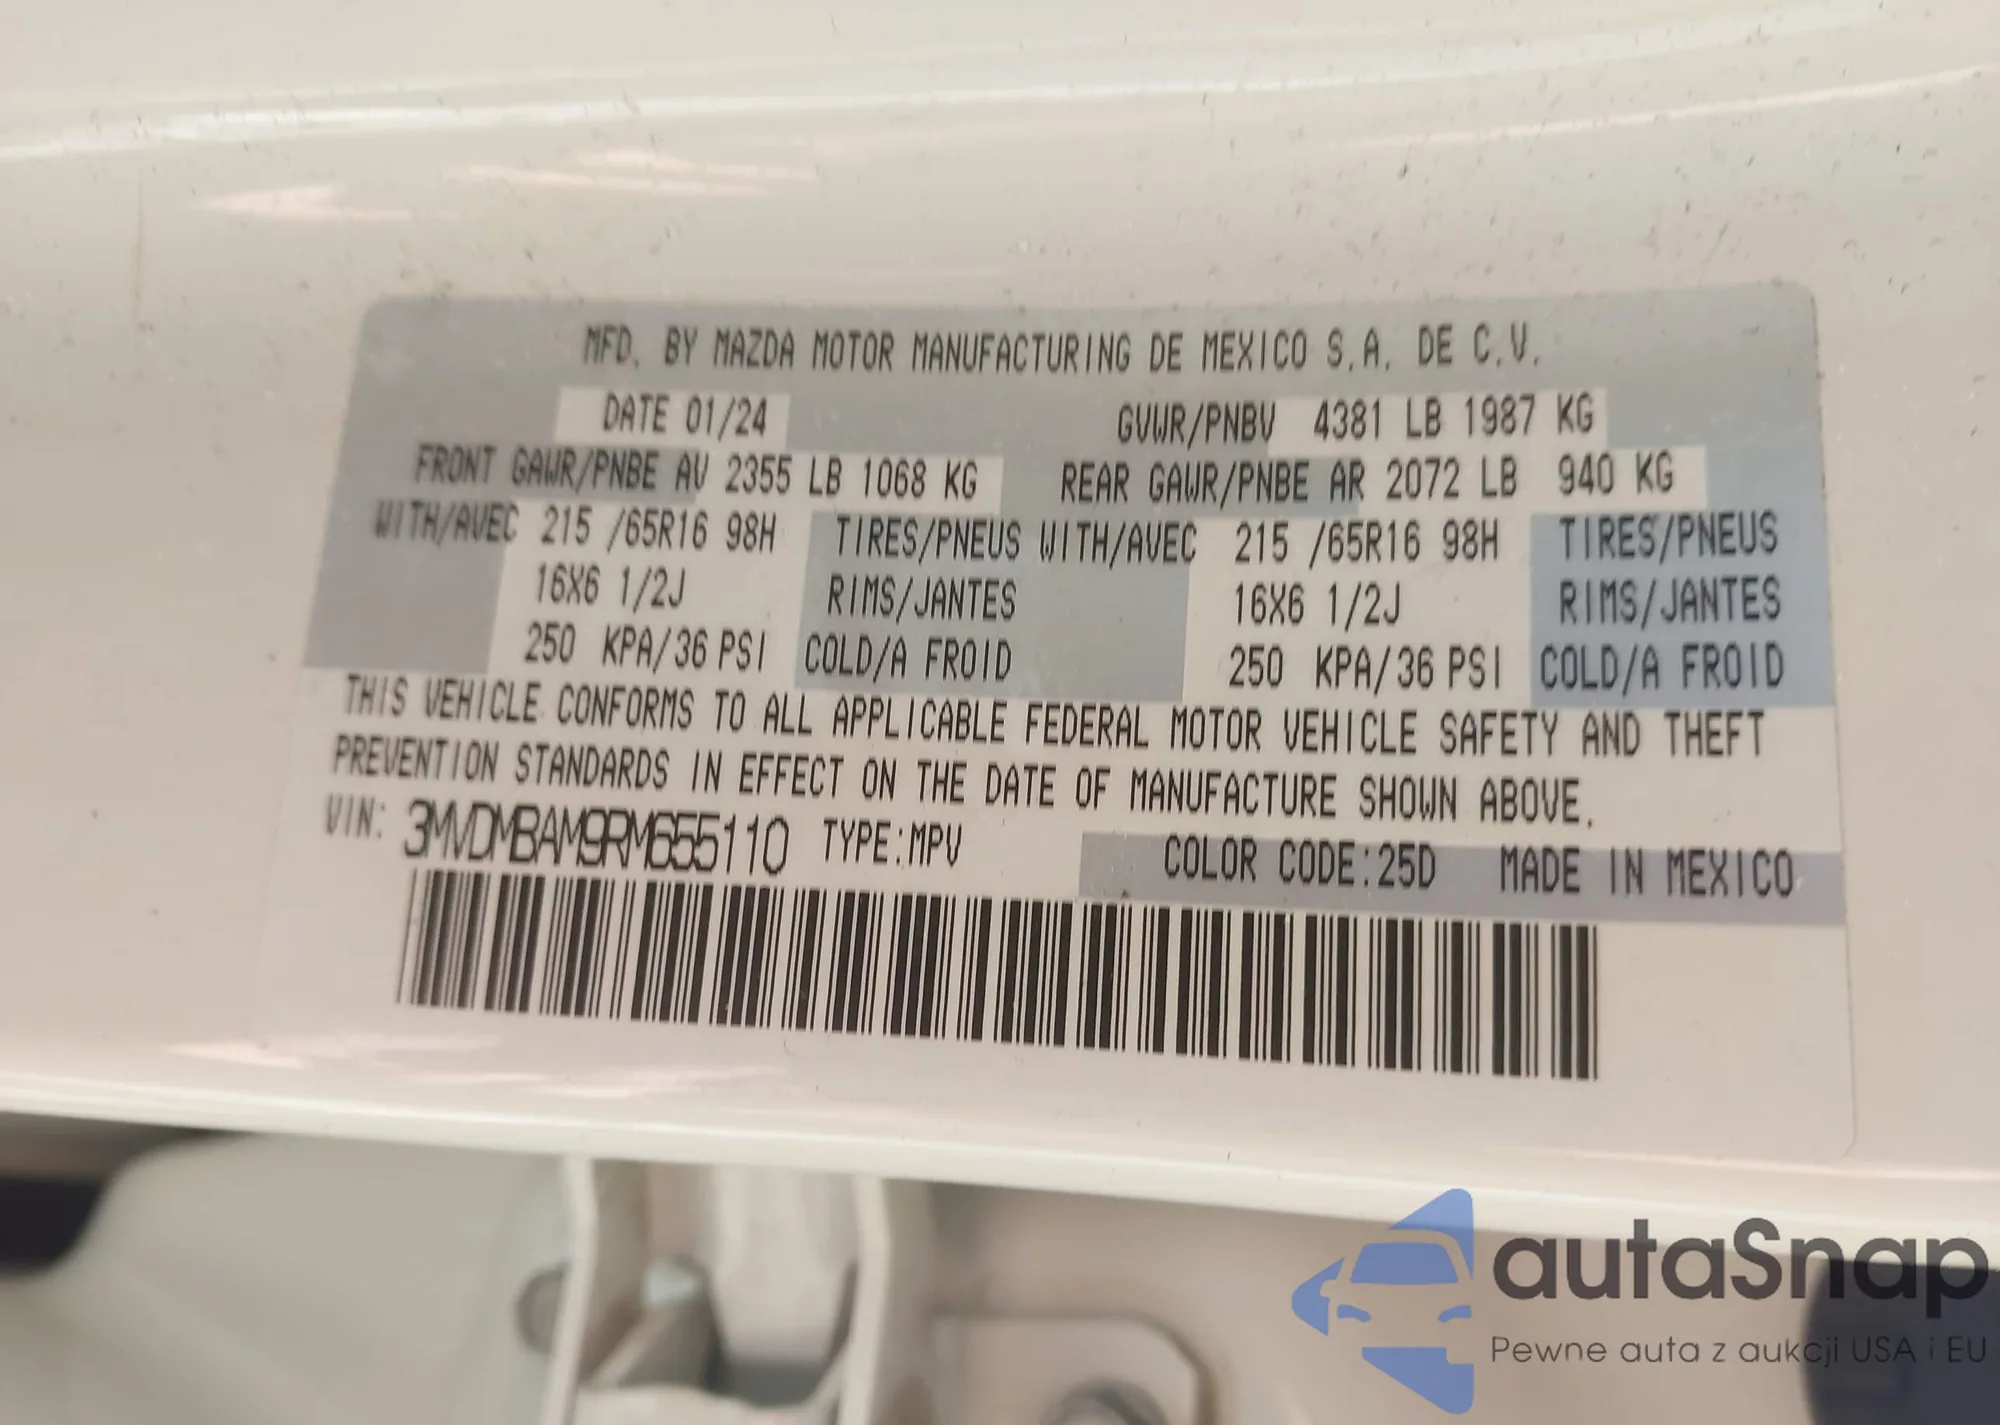 MFD. BY MAZDA MOTOR MANUFACTURING DE MEXICO S.A. DE C.V.
DATE 01/24 GVWR/PNBV 4381 LB 1987 KG
FRONT GAWR/PNBE AV 2355 LB 1068 KG REAR GAWR/PNBE AR 2072 LB 940 KG
WITH/AVEC 215 /65R16 98H TIRES/PNEUS WITH/AVEC 215 /65R16 98H TIRES/PNEUS
16X6 1/2J RIMS/JANTES 16X6 1/2J RIMS/JANTES
250 KPA/36 PSI COLD/A FROID 250 KPA/36 PSI COLD/A FROID
THIS VEHICLE CONFORMS TO ALL APPLICABLE FEDERAL MOTOR VEHICLE SAFETY AND THEFT
PREVENTION STANDARDS IN EFFECT ON THE DATE OF MANUFACTURE SHOWN ABOVE.
VIN: 3MVDMBAM9RM655110 TYPE:MPV COLOR CODE:25D MADE IN MEXICO
autaSnap
Pewne auta z aukcji USA i EU